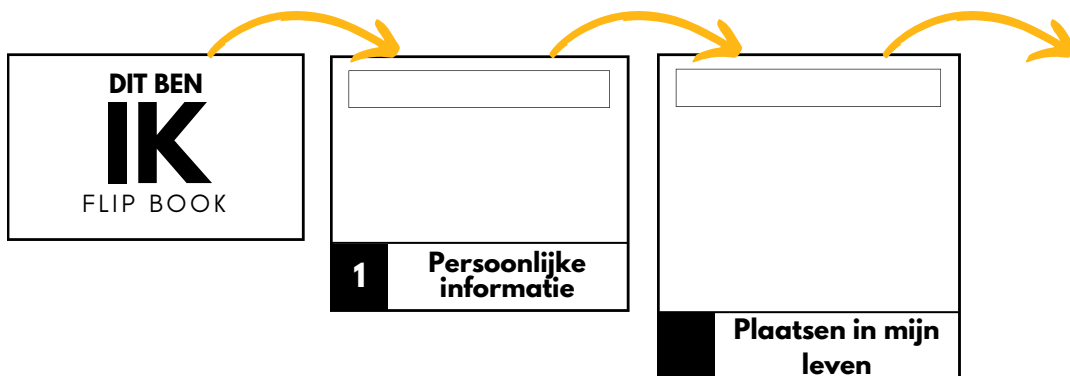 DIT BEN
IK
FLIP BOOK
1
Persoonlijke
informatie
Plaatsen in mijn
leven